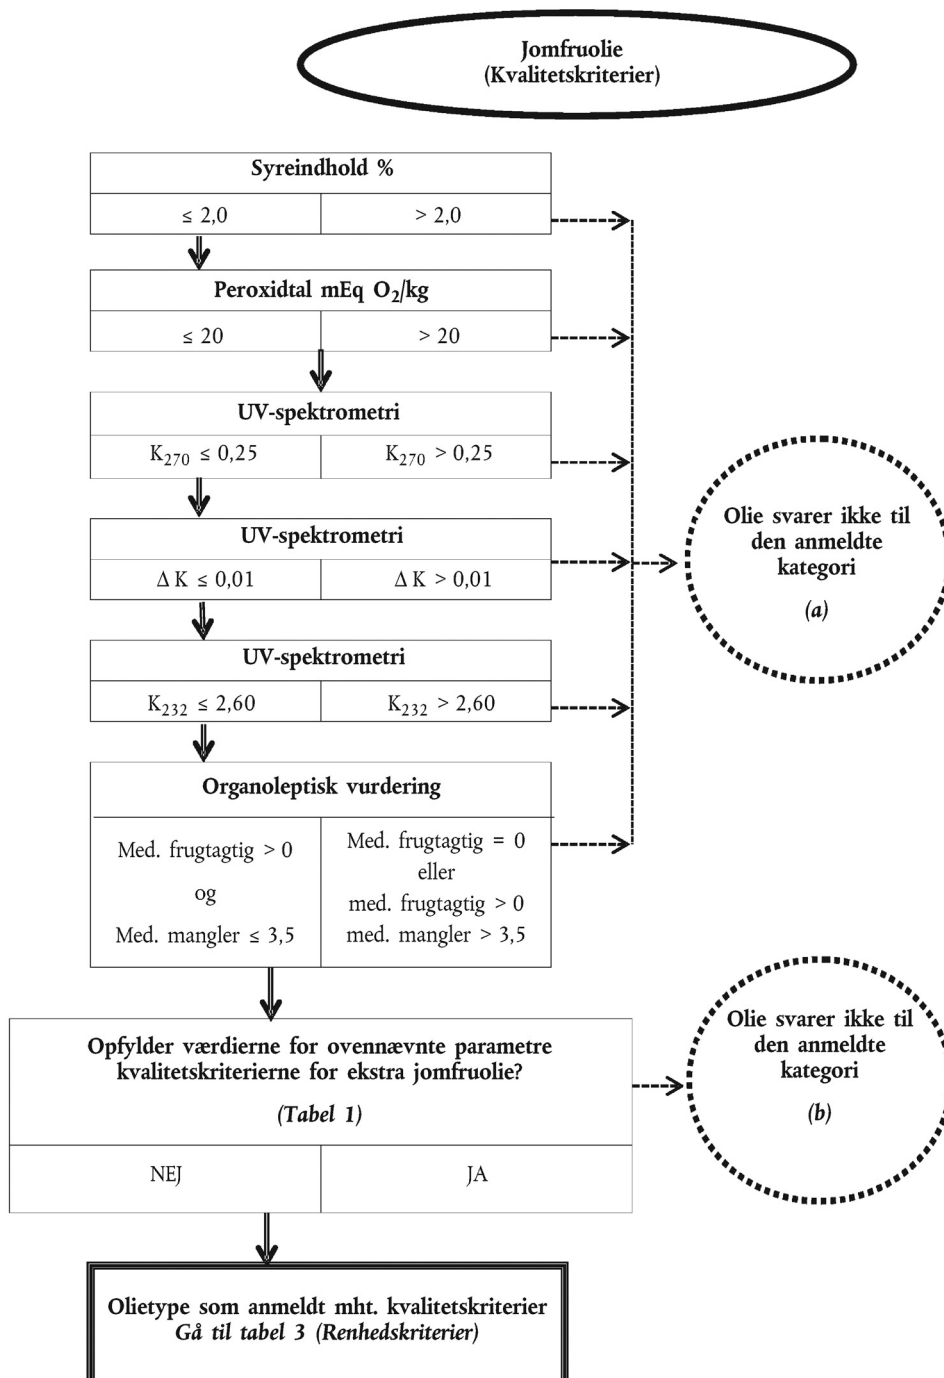 Jomfruolie
(Kvalitetskriterier)
Syreindhold %
≤ 2,0
> 2,0
Peroxidtal mEq O₂/kg
≤ 20
> 20
UV-spektrometri
K₂₇₀ ≤ 0,25
K₂₇₀ > 0,25
UV-spektrometri
Δ K ≤ 0,01
Δ K > 0,01
UV-spektrometri
K₂₃₂ ≤ 2,60
K₂₃₂ > 2,60
Olie svarer ikke til
den anmeldte
kategori
(a)
Organoleptisk vurdering
Med. frugtagtig > 0
og
Med. mangler ≤ 3,5
Med. frugtagtig = 0
eller
med. frugtagtig > 0
med. mangler > 3,5
Opfylder værdierne for ovennævnte parametre
kvalitetskriterierne for ekstra jomfruolie?
(Tabel 1)
NEJ
JA
Olie svarer ikke til
den anmeldte
kategori
(b)
Olietype som anmeldt mht. kvalitetskriterier
Gå til tabel 3 (Renhedskriterier)